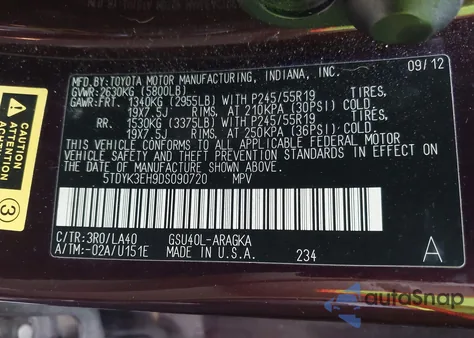 MFD.BY:TOYOTA MOTOR MANUFACTURING, INDIANA, INC. 09/12
GVWR:2630KG (5800LB)
GAWR:FRT. 1340KG (2955LB) WITH P245/55R19 TIRES,
19X7.5J RIMS, AT 210KPA (30PSI) COLD.
RR. 1530KG (3375LB) WITH P245/55R19 TIRES,
19X7.5J RIMS, AT 250KPA (36PSI) COLD.
THIS VEHICLE CONFORMS TO ALL APPLICABLE FEDERAL MOTOR
VEHICLE SAFETY AND THEFT PREVENTION STANDARDS IN EFFECT ON
THE DATE OF MANUFACTURE SHOWN ABOVE.
5TDYK3EH9DS090720 MPV
C/TR:3R0/LA40 GSU40L-ARAGKA
A/TM:-02A/U151E MADE IN U.S.A. 234 A
CAUTION
3
autoSnap